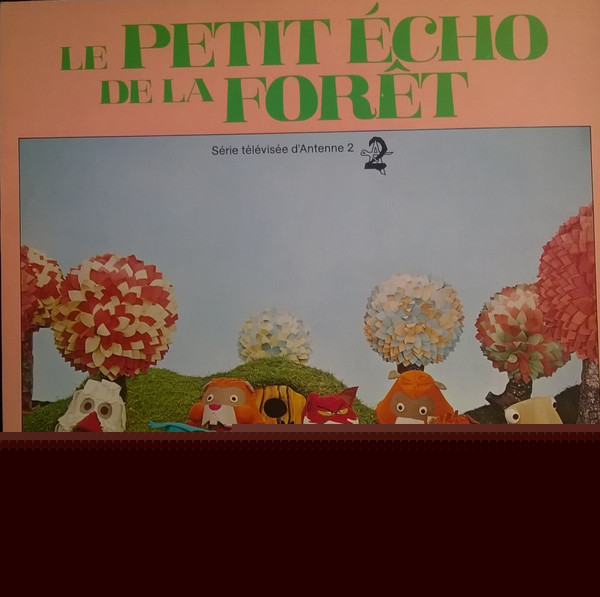 LE PETIT ÉCHO
DE LA FORÊT
Série télévisée d'Antenne 2